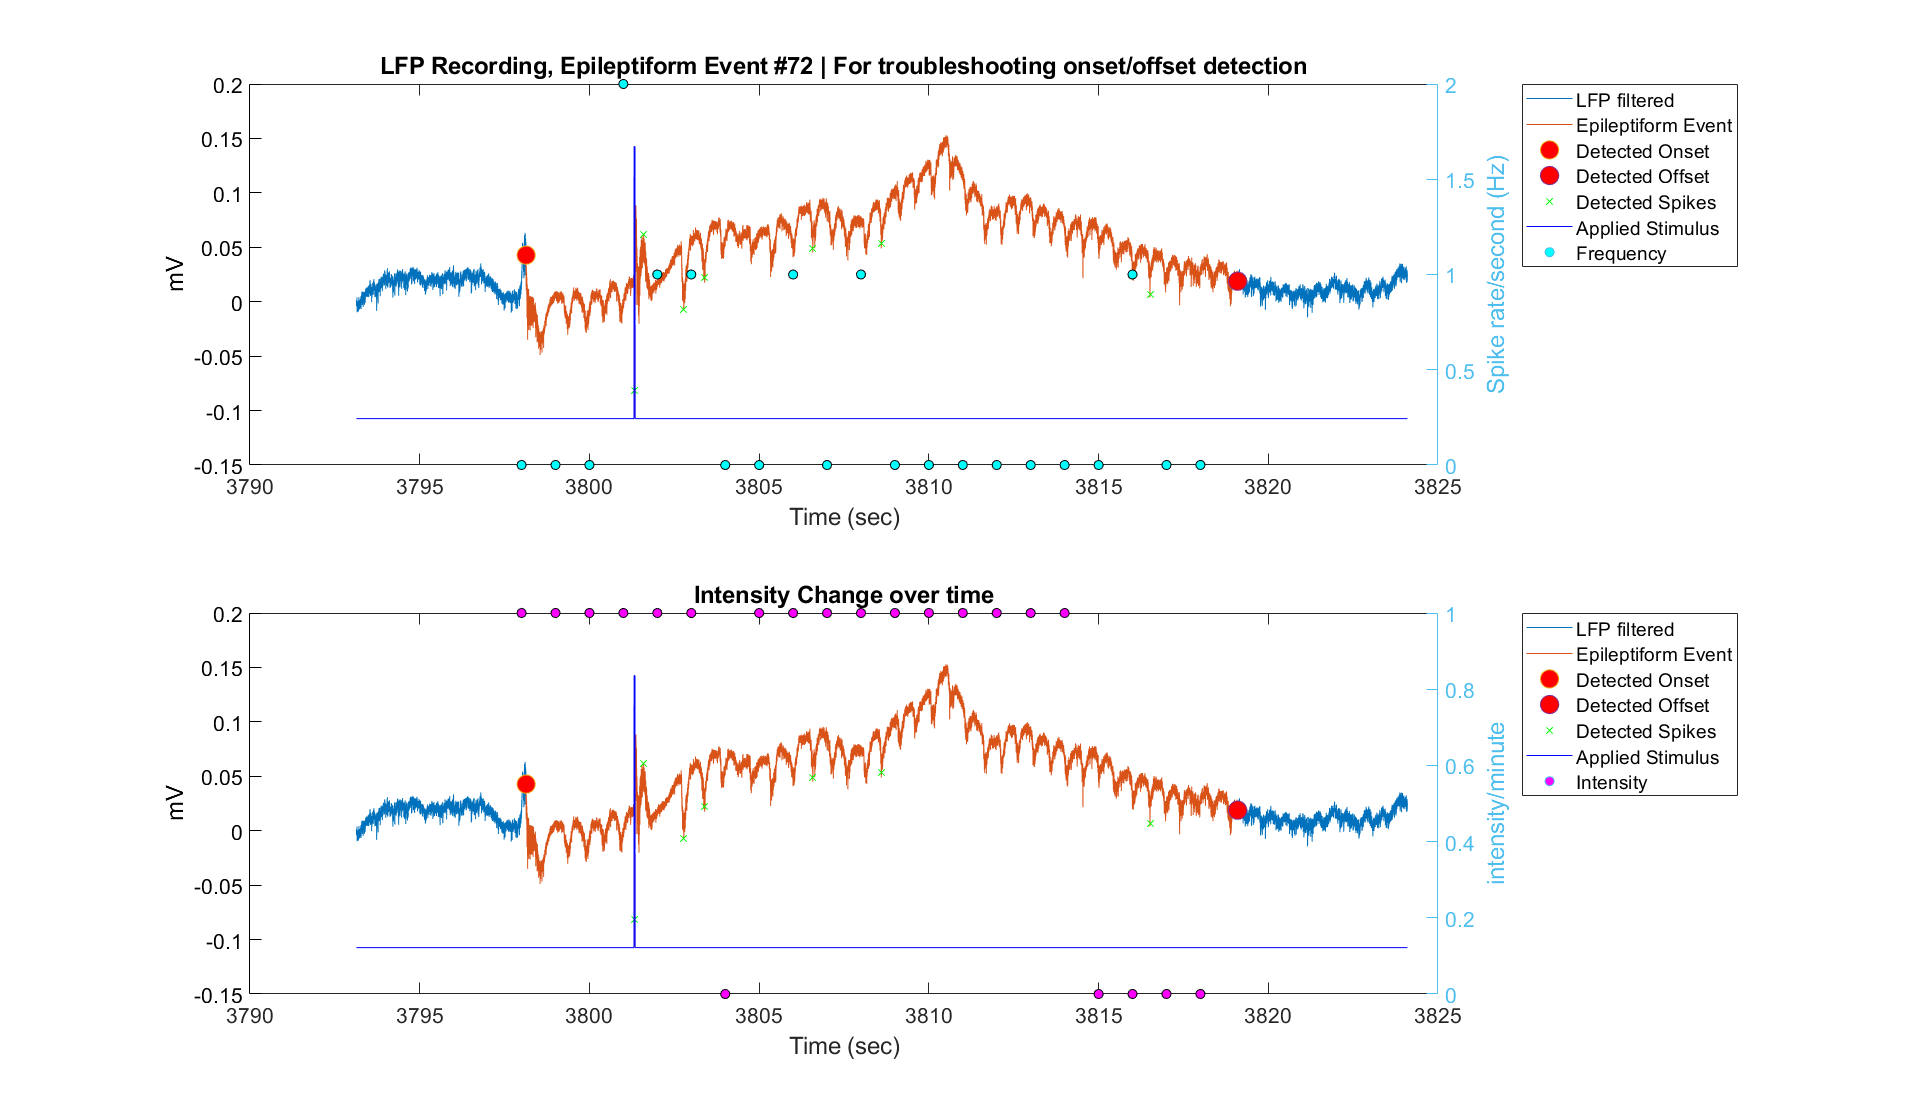 LFP Recording, Epileptiform Event #72 | For troubleshooting onset/offset detection
0.2
0.15
0.1
0.05
0
-0.05
-0.1
-0.15
mV
3790 3795 3800 3805 3810 3815 3820 3825
Time (sec)
2
1.5
1
0.5
0
Spike rate/second (Hz)
LFP filtered
Epileptiform Event
Detected Onset
Detected Offset
Detected Spikes
Applied Stimulus
Frequency
Intensity Change over time
0.2
0.15
0.1
0.05
0
-0.05
-0.1
-0.15
mV
3790 3795 3800 3805 3810 3815 3820 3825
Time (sec)
1
0.8
0.6
0.4
0.2
0
intensity/minute
LFP filtered
Epileptiform Event
Detected Onset
Detected Offset
Detected Spikes
Applied Stimulus
Intensity